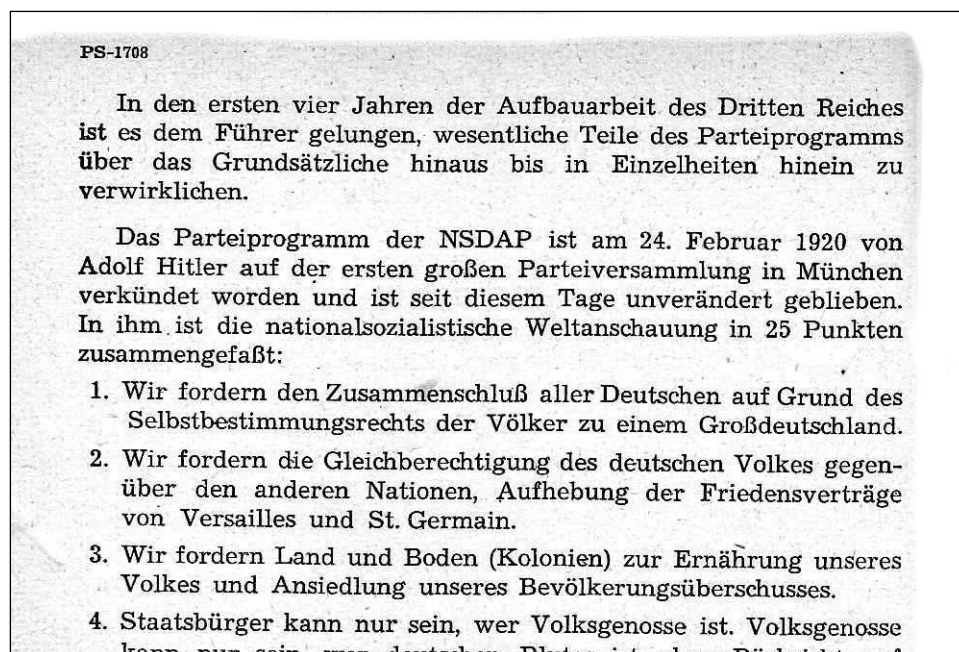 PS-1708
In den ersten vier Jahren der Aufbauarbeit des Dritten Reiches
ist es dem Führer gelungen, wesentliche Teile des Parteiprogramms
über das Grundsätzliche hinaus bis in Einzelheiten hinein zu
verwirklichen.
Das Parteiprogramm der NSDAP ist am 24. Februar 1920 von
Adolf Hitler auf der ersten großen Parteiversammlung in München
verkündet worden und ist seit diesem Tage unverändert geblieben.
In ihm ist die nationalsozialistische Weltanschauung in 25 Punkten
zusammengefaßt:
1. Wir fordern den Zusammenschluß aller Deutschen auf Grund des
Selbstbestimmungsrechts der Völker zu einem Großdeutschland.
2. Wir fordern die Gleichberechtigung des deutschen Volkes gegen-
über den anderen Nationen, Aufhebung der Friedensverträge
von Versailles und St. Germain.
3. Wir fordern Land und Boden (Kolonien) zur Ernährung unseres
Volkes und Ansiedlung unseres Bevölkerungsüberschusses.
4. Staatsbürger kann nur sein, wer Volksgenosse ist. Volksgenosse